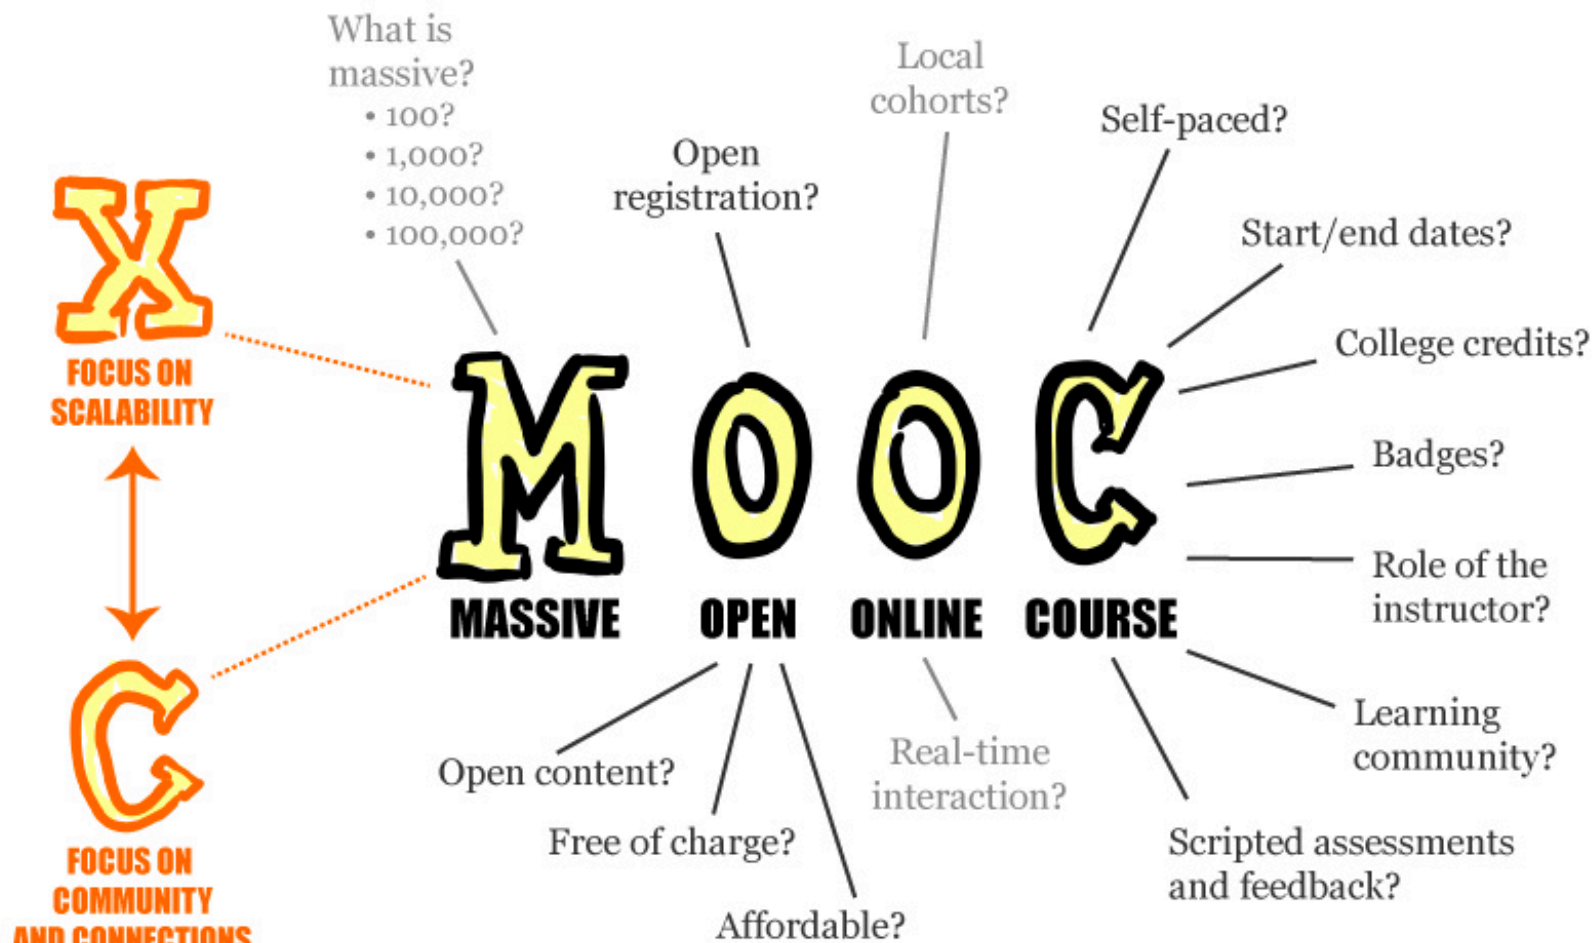 What is
massive?
• 100?
• 1,000?
• 10,000?
• 100,000?
Open
registration?
Local
cohorts?
Self-paced?
Start/end dates?
College credits?
Badges?
Role of the
instructor?
Learning
community?
Scripted assessments
and feedback?
X
FOCUS ON
SCALABILITY
C
FOCUS ON
COMMUNITY
AND CONNECTIONS
MOOC
MASSIVE OPEN ONLINE COURSE
Open content?
Free of charge?
Affordable?
Real-time
interaction?